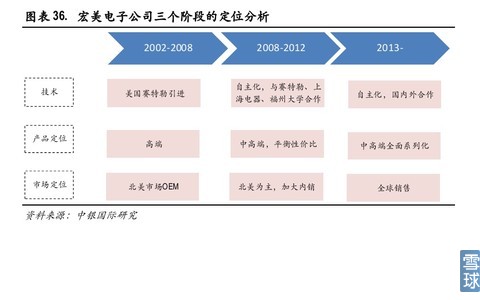 图表 36. 宏美电子公司三个阶段的定位分析
2002-2008
2008-2012
2013-
技术
美国赛特勒引进
自主化，与赛特勒、上
海电器、福州大学合作
自主化，国内外合作
产品定位
高端
中高端，平衡性价比
中高端全面系列化
市场定位
北美市场OEM
北美为主，加大内销
全球销售
资料来源：中银国际研究
雪球